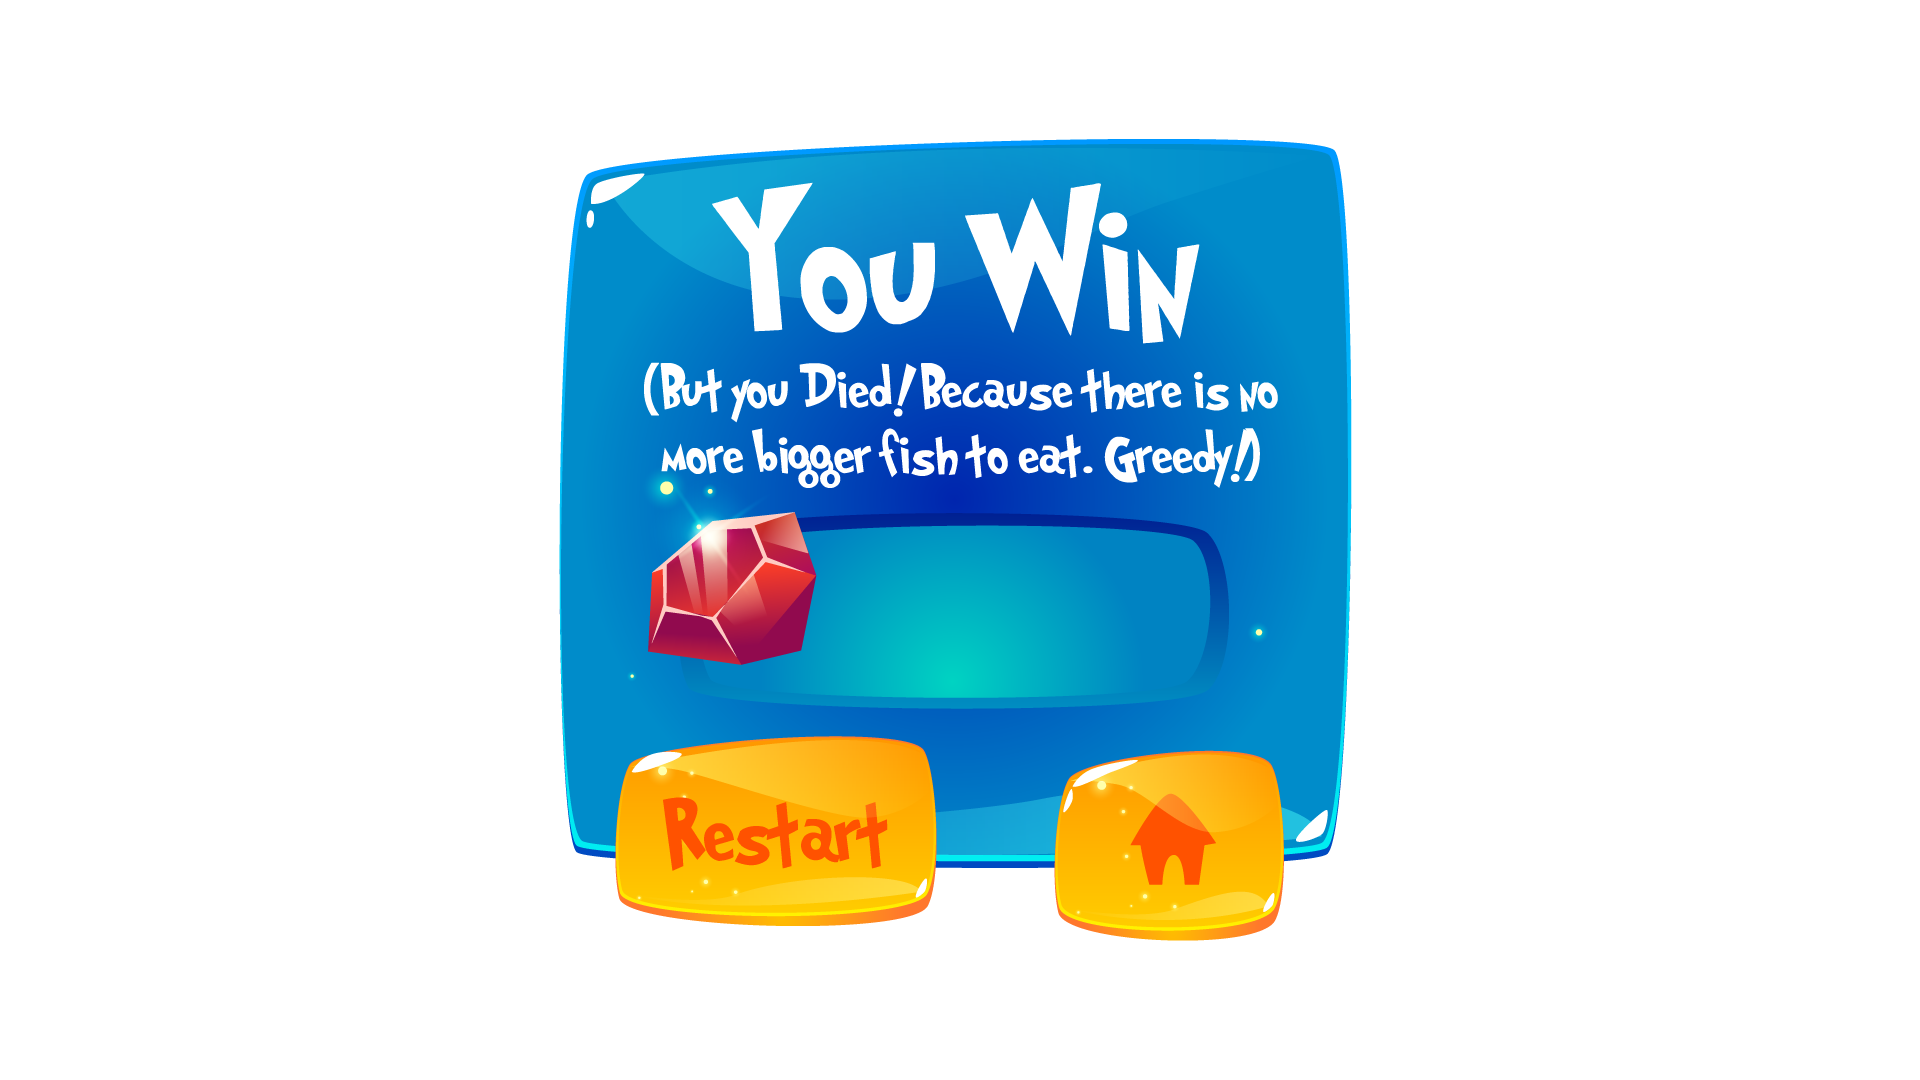 You Win
(But you Died! Because there is no
more bigger fish to eat. Greedy!)
Restart